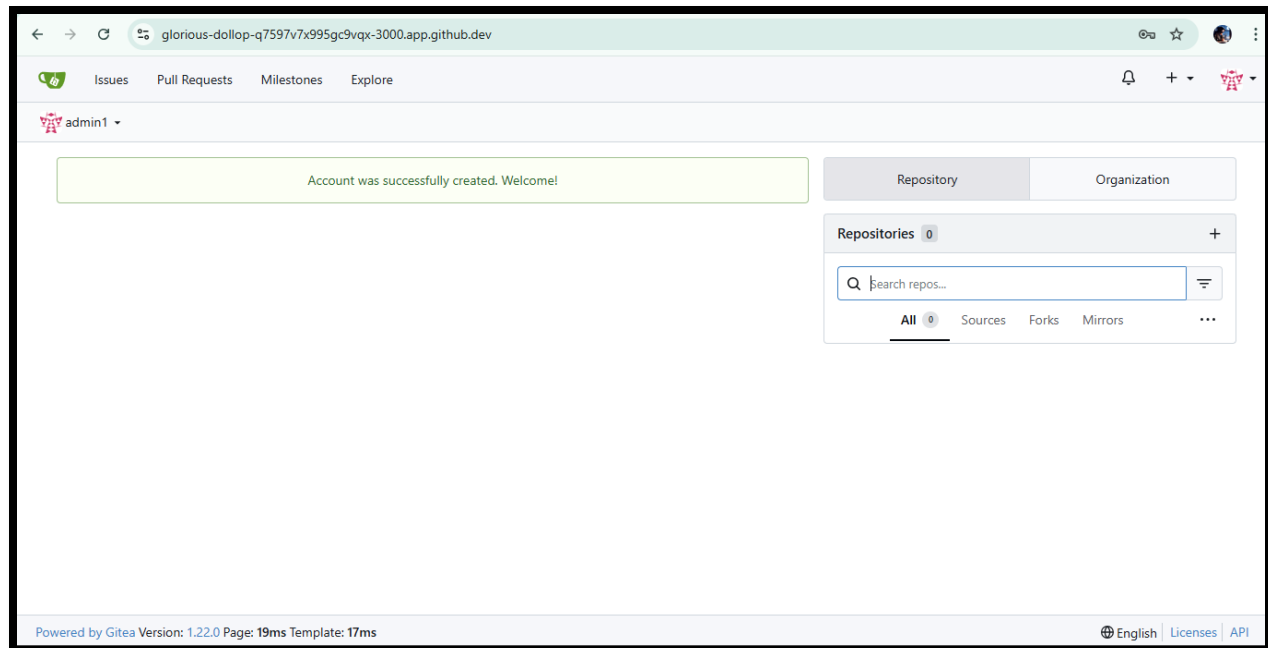 glorious-dollop-q7597v7x995gc9vqx-3000.app.github.dev
Issues Pull Requests Milestones Explore
admin1
Account was successfully created. Welcome!
Repository Organization
Repositories 0
Search repos...
All 0 Sources Forks Mirrors
Powered by Gitea Version: 1.22.0 Page: 19ms Template: 17ms English Licenses API